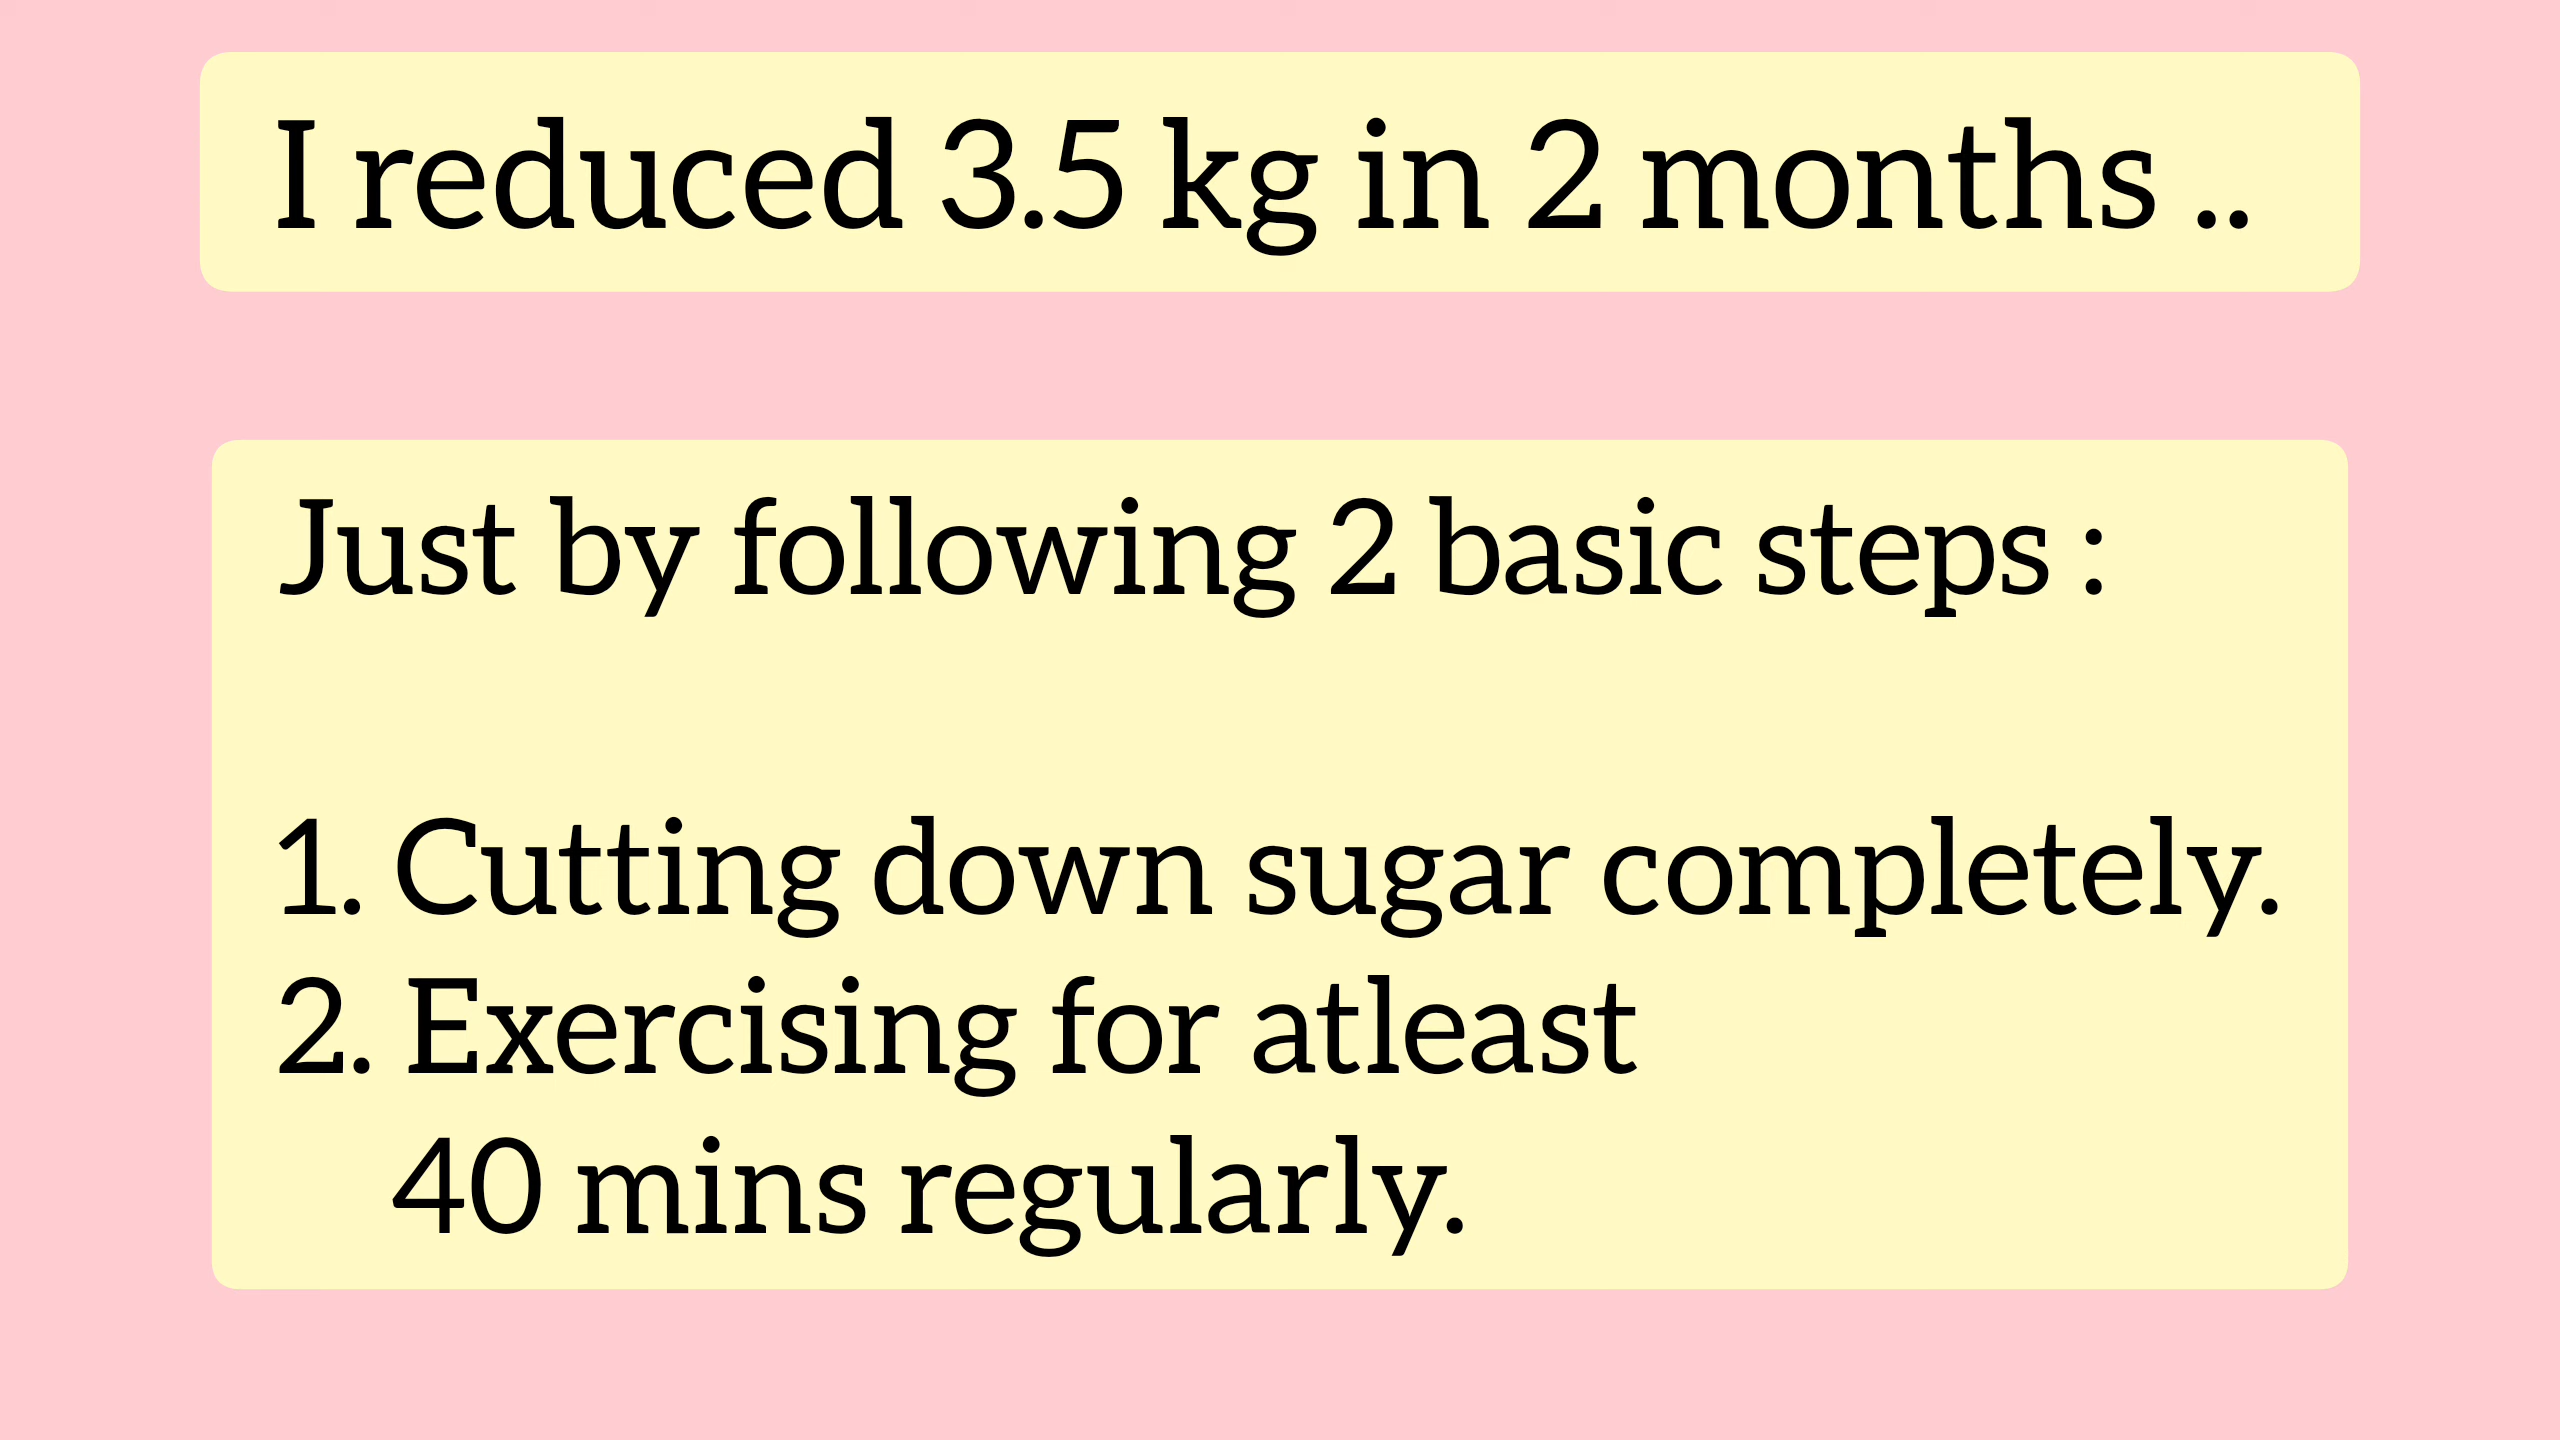 I reduced 3.5 kg in 2 months ..
Just by following 2 basic steps :
1. Cutting down sugar completely.
2. Exercising for atleast
40 mins regularly.